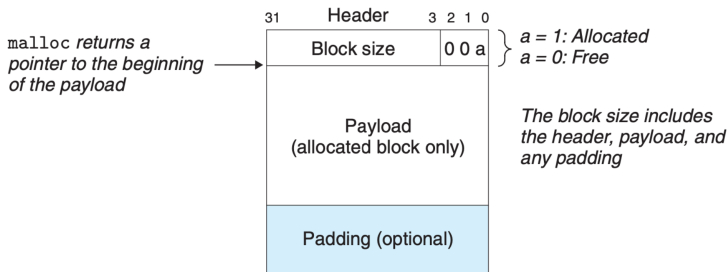 31 Header 3 2 1 0
malloc returns a
pointer to the beginning
of the payload
Block size
0 0 a
a = 1: Allocated
a = 0: Free
Payload
(allocated block only)
The block size includes
the header, payload, and
any padding
Padding (optional)